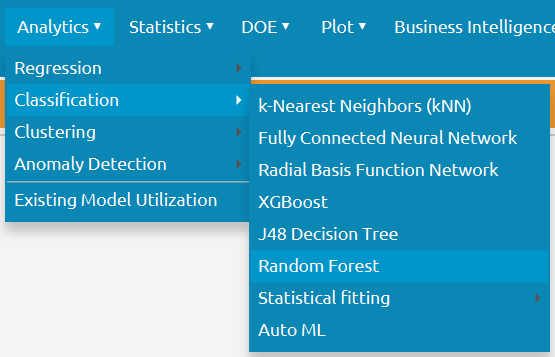 Analytics ▾ Statistics ▾ DOE ▾ Plot ▾ Business Intelligence
Regression
Classification
Clustering
Anomaly Detection
Existing Model Utilization
k-Nearest Neighbors (kNN)
Fully Connected Neural Network
Radial Basis Function Network
XGBoost
J48 Decision Tree
Random Forest
Statistical fitting
Auto ML